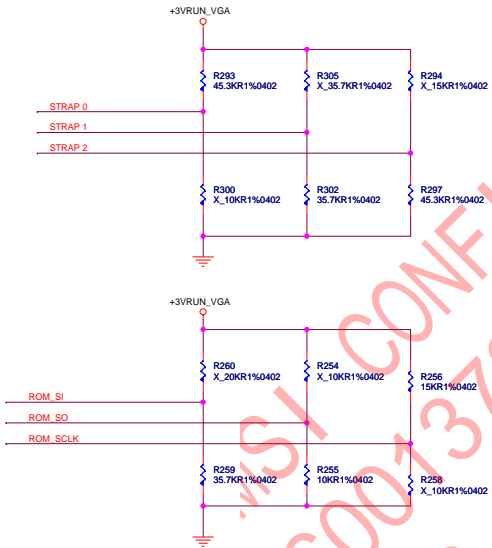 +3VRUN_VGA
R293
45.3KR1%0402
R305
X_35.7KR1%0402
R294
X_15KR1%0402
STRAP 0
STRAP 1
STRAP 2
R300
X_10KR1%0402
R302
35.7KR1%0402
R297
45.3KR1%0402
+3VRUN_VGA
R260
X_20KR1%0402
R254
X_10KR1%0402
R256
15KR1%0402
ROM_SI
ROM_SO
ROM_SCLK
R259
35.7KR1%0402
R255
10KR1%0402
R258
X_10KR1%0402
MSI CONF